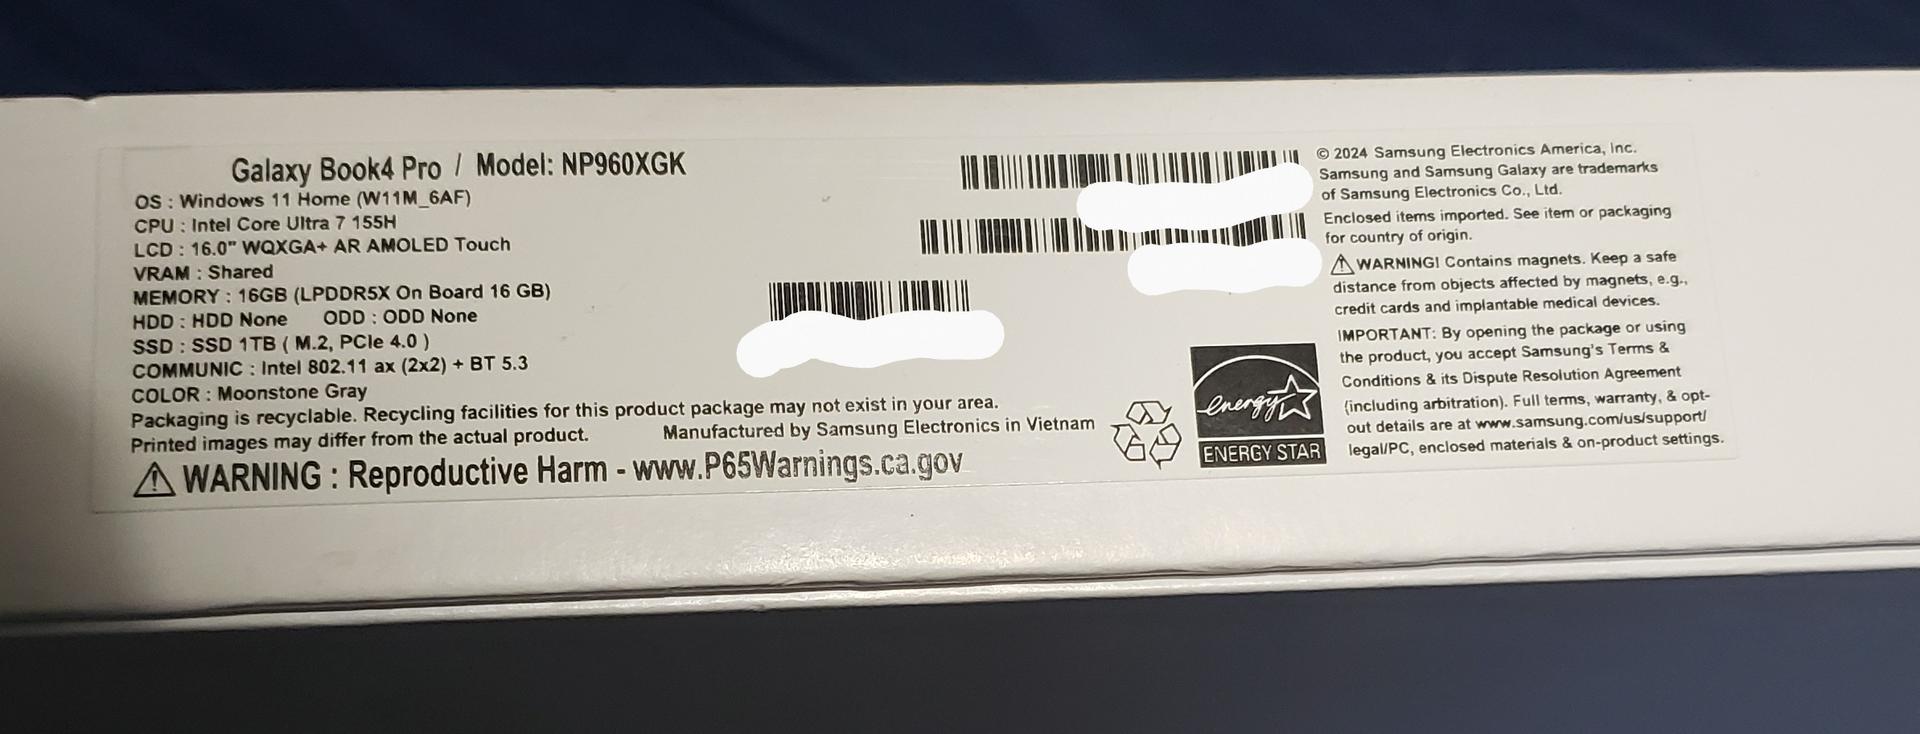 Galaxy Book4 Pro / Model: NP960XGK
OS : Windows 11 Home (W11M_6AF)
CPU : Intel Core Ultra 7 155H
LCD : 16.0" WQXGA+ AR AMOLED Touch
VRAM : Shared
MEMORY : 16GB (LPDDR5X On Board 16 GB)
HDD : HDD None ODD : ODD None
SSD : SSD 1TB ( M.2, PCIe 4.0 )
COMMUNIC : Intel 802.11 ax (2x2) + BT 5.3
COLOR : Moonstone Gray
Packaging is recyclable. Recycling facilities for this product package may not exist in your area.
Printed images may differ from the actual product. Manufactured by Samsung Electronics in Vietnam
⚠ WARNING : Reproductive Harm - www.P65Warnings.ca.gov
energy
ENERGY STAR
© 2024 Samsung Electronics America, Inc.
Samsung and Samsung Galaxy are trademarks
of Samsung Electronics Co., Ltd.
Enclosed items imported. See item or packaging
for country of origin.
⚠ WARNING! Contains magnets. Keep a safe
distance from objects affected by magnets, e.g.,
credit cards and implantable medical devices.
IMPORTANT: By opening the package or using
the product, you accept Samsung's Terms &
Conditions & its Dispute Resolution Agreement
(including arbitration). Full terms, warranty, & opt-
out details are at www.samsung.com/us/support/
legal/PC, enclosed materials & on-product settings.